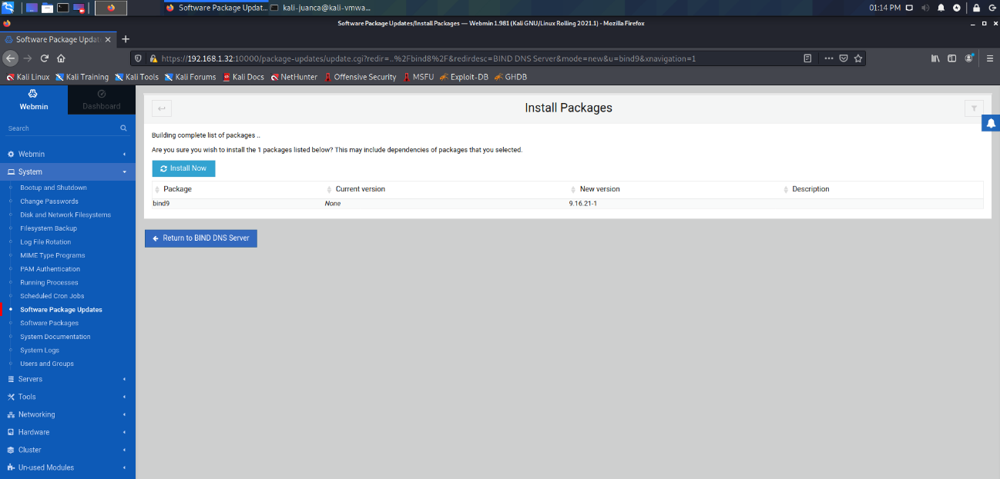 Software Package Updat... kali-juanca@kali-vmwa... 01:14 PM
Software Package Updates/Install Packages — Webmin 1.981 (Kali GNU/Linux Rolling 2021.1) - Mozilla Firefox
Software Package Updat
https://192.168.1.32:10000/package-updates/update.cgi?redir=..%2Fbind8%2F&redirdesc=BIND DNS Server&mode=new&u=bind9&xnavigation=1
Kali Linux Kali Training Kali Tools Kali Forums Kali Docs NetHunter Offensive Security MSFU Exploit-DB GHDB
Webmin
Dashboard
Search
Webmin
System
Bootup and Shutdown
Change Passwords
Disk and Network Filesystems
Filesystem Backup
Log File Rotation
MIME Type Programs
PAM Authentication
Running Processes
Scheduled Cron Jobs
Software Package Updates
Software Packages
System Documentation
System Logs
Users and Groups
Servers
Tools
Networking
Hardware
Cluster
Un-used Modules
Install Packages
Building complete list of packages ..
Are you sure you wish to install the 1 packages listed below? This may include dependencies of packages that you selected.
Install Now
Package Current version New version Description
bind9 None 9.16.21-1
Return to BIND DNS Server